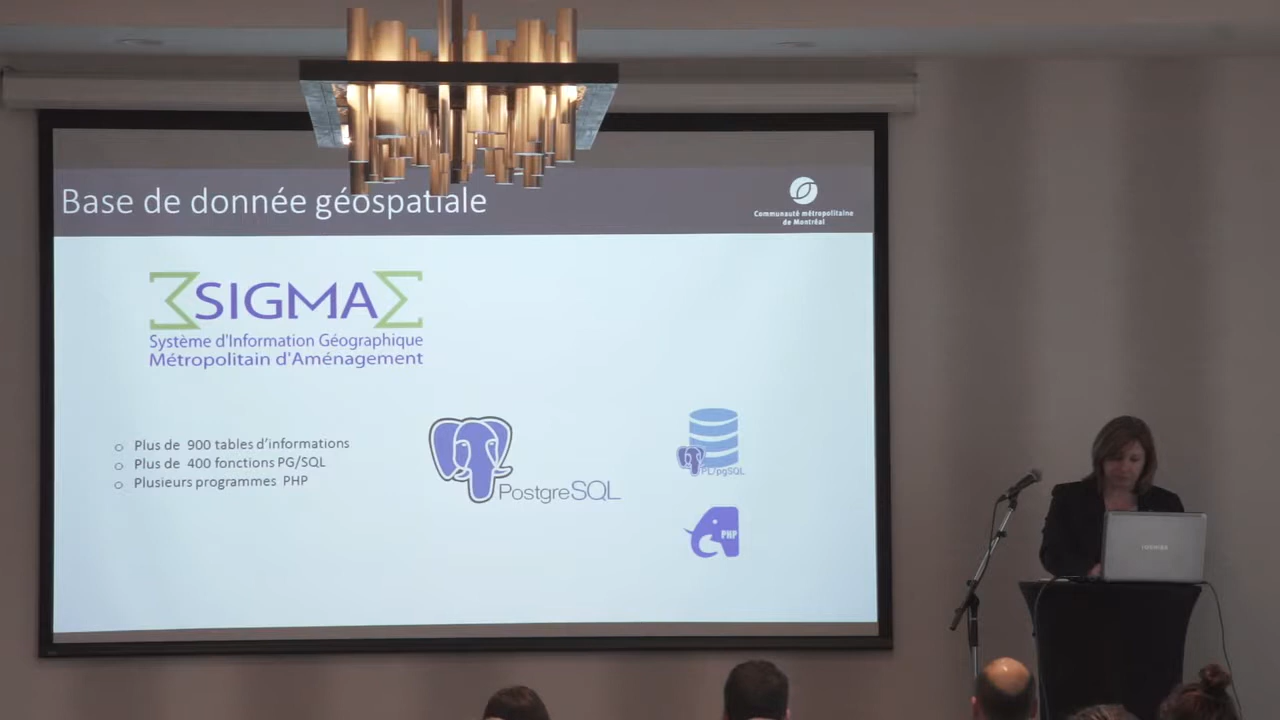 Base de donnée géospatiale
Communauté métropolitaine
de Montréal
SIGMA
Système d'Information Géographique
Métropolitain d'Aménagement
Plus de 900 tables d'informations
Plus de 400 fonctions PG/SQL
Plusieurs programmes PHP
PostgreSQL
PL/pgSQL
PHP
TOSHIBA